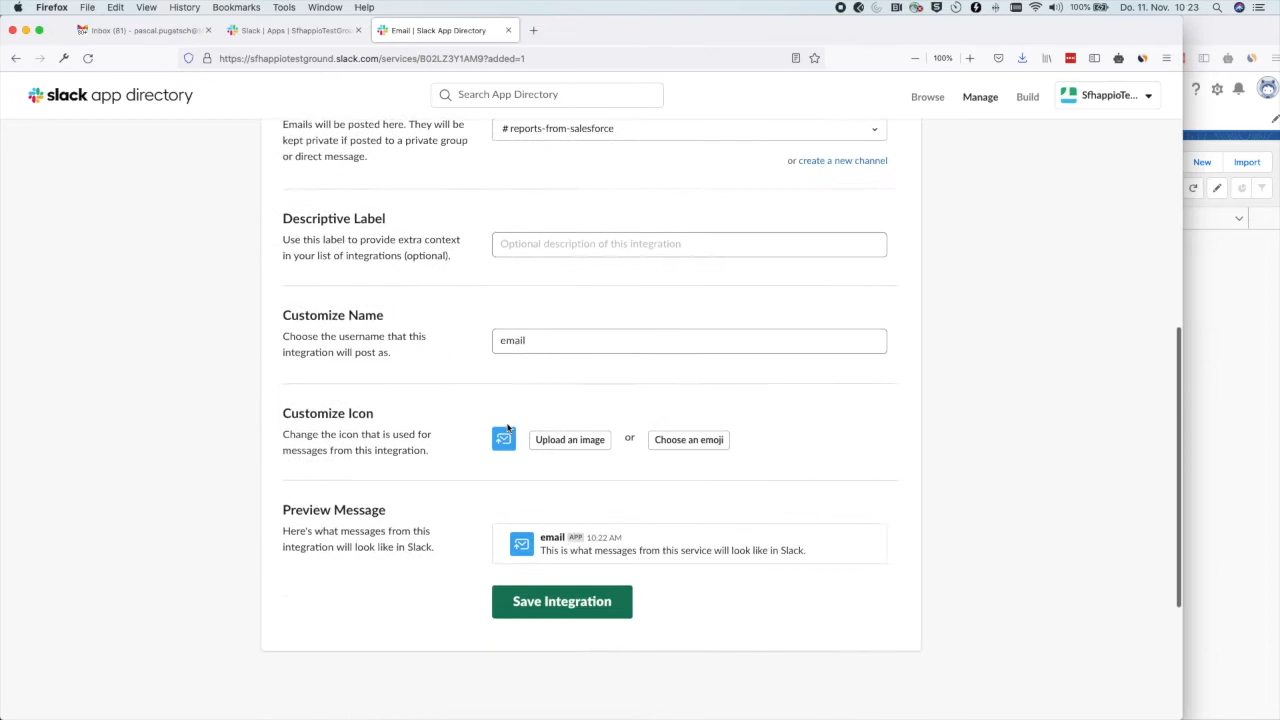 Firefox File Edit View History Bookmarks Tools Window Help 100% Do. 11. Nov. 10 23
Inbox (81) - pascal.pugatsch@ Slack | Apps | SfhappioTestGro Email | Slack App Directory
https://sfhappiotestground.slack.com/services/B02LZ3Y1AM9?added=1 100%
slack app directory Search App Directory Browse Manage Build SfhappioTe...
Emails will be posted here. They will
be kept private if posted to a private group
or direct message.
# reports-from-salesforce
or create a new channel
New Import
Descriptive Label
Use this label to provide extra context
in your list of integrations (optional).
Optional description of this integration
Customize Name
Choose the username that this
integration will post as.
email
Customize Icon
Change the icon that is used for
messages from this integration.
Upload an image or Choose an emoji
Preview Message
Here's what messages from this
integration will look like in Slack.
email APP 10:22 AM
This is what messages from this service will look like in Slack.
Save Integration